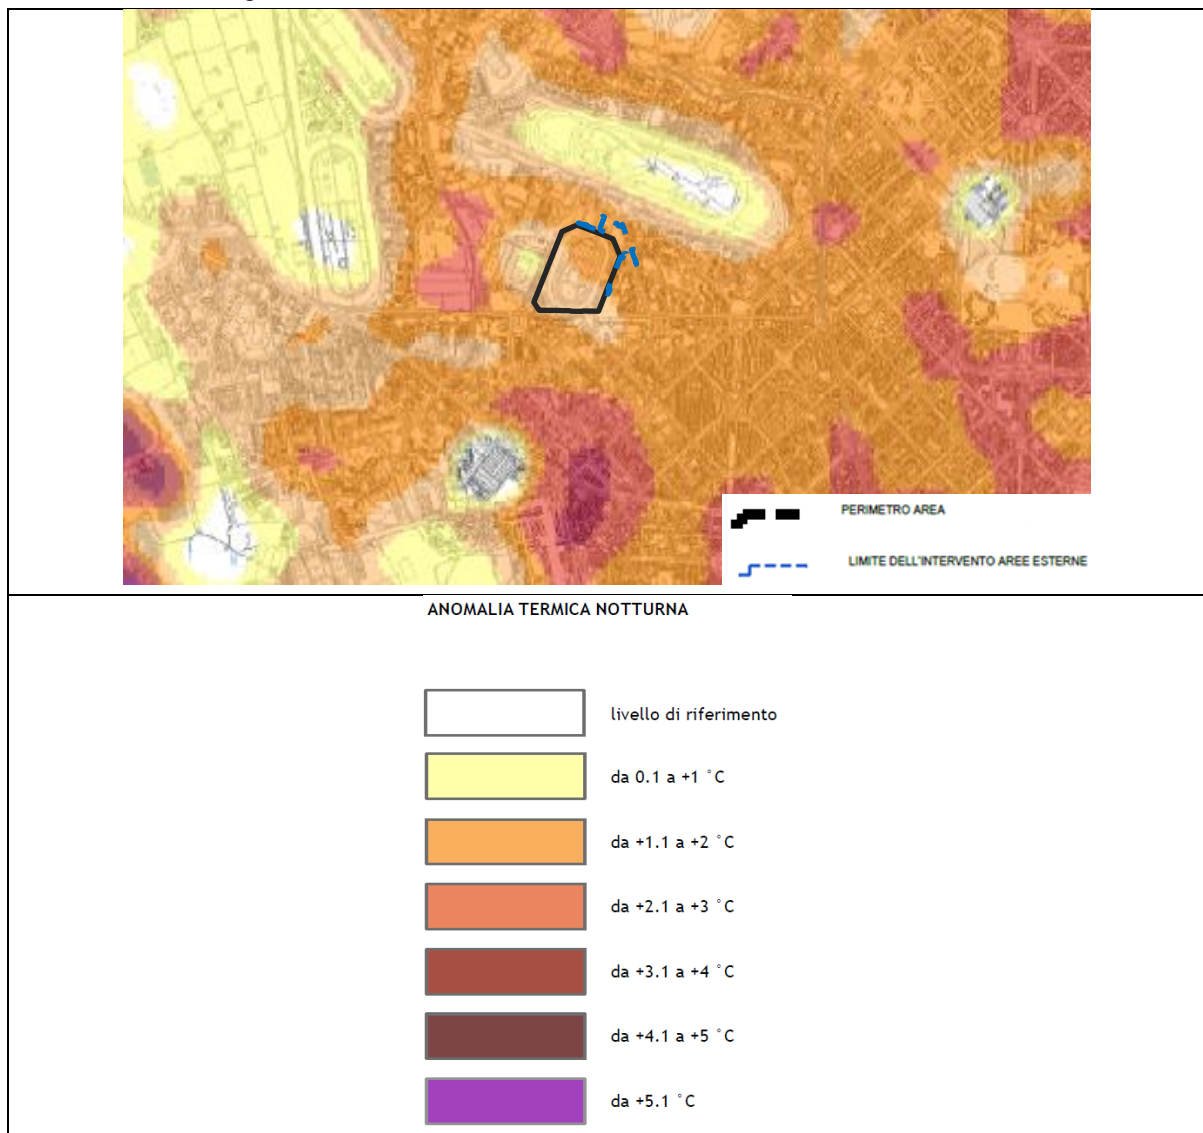 PERIMETRO AREA
LIMITE DELL'INTERVENTO AREE ESTERNE
ANOMALIA TERMICA NOTTURNA
livello di riferimento
da 0.1 a +1 °C
da +1.1 a +2 °C
da +2.1 a +3 °C
da +3.1 a +4 °C
da +4.1 a +5 °C
da +5.1 °C